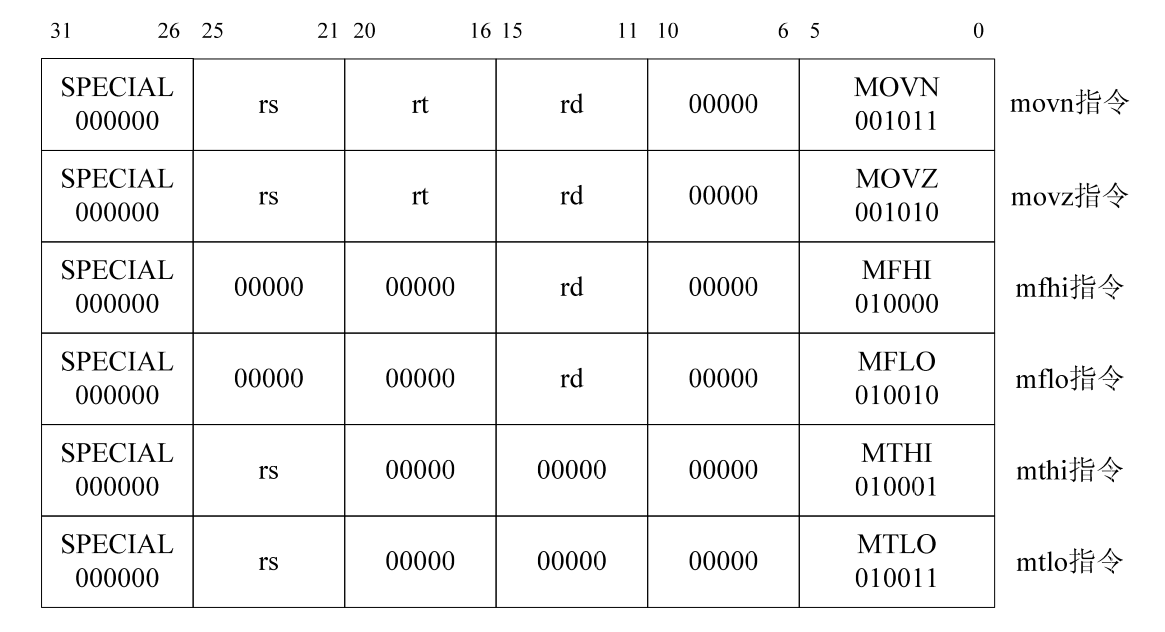 31 26 25 21 20 16 15 11 10 6 5 0
SPECIAL 000000 rs rt rd 00000 MOVN 001011 movn指令
SPECIAL 000000 rs rt rd 00000 MOVZ 001010 movz指令
SPECIAL 000000 00000 00000 rd 00000 MFHI 010000 mfhi指令
SPECIAL 000000 00000 00000 rd 00000 MFLO 010010 mflo指令
SPECIAL 000000 rs 00000 00000 00000 MTHI 010001 mthi指令
SPECIAL 000000 rs 00000 00000 00000 MTLO 010011 mtlo指令